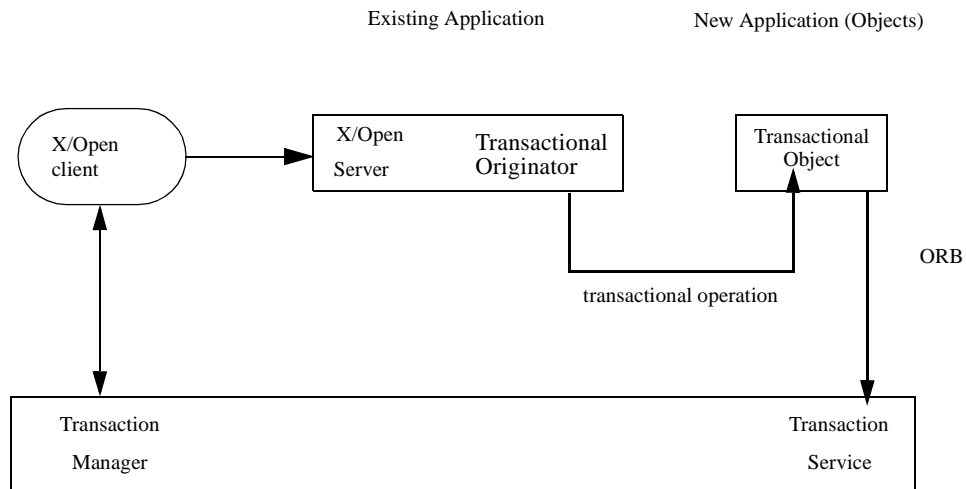 Existing Application
New Application (Objects)
X/Open
client
X/Open
Server
Transactional
Originator
Transactional
Object
ORB
transactional operation
Transaction
Manager
Transaction
Service